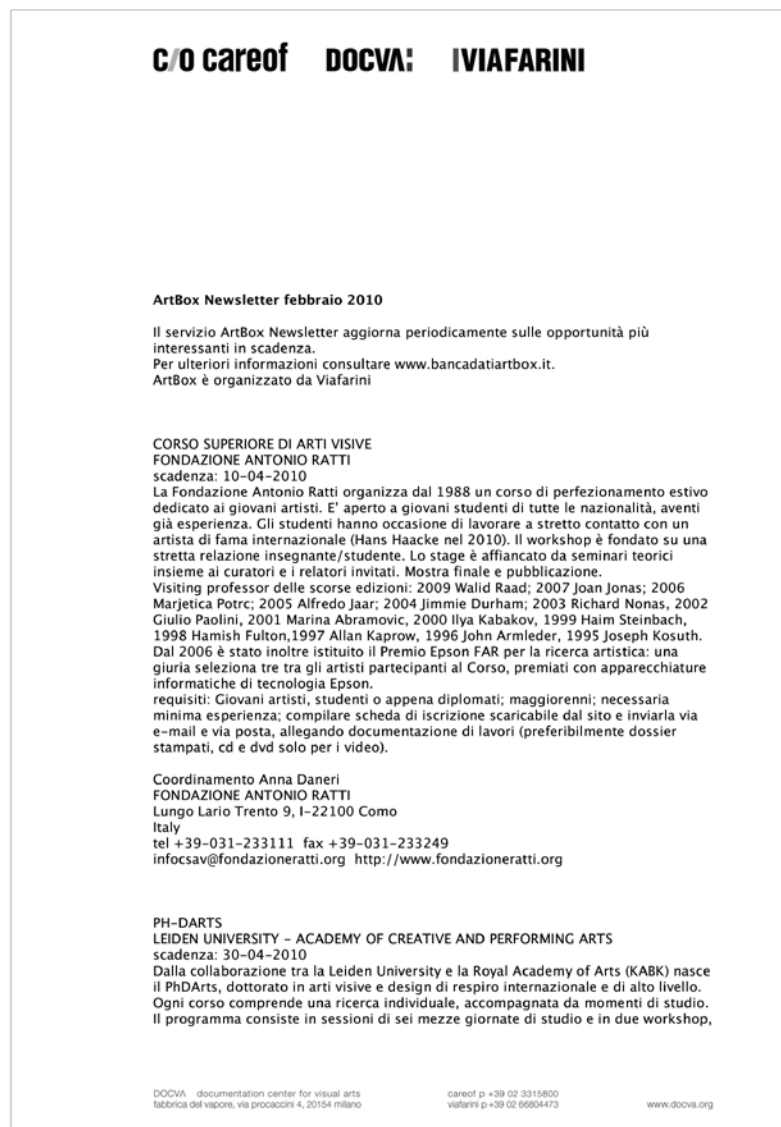 c/o careof DOCVA: VIAFARINI
ArtBox Newsletter febbraio 2010
Il servizio ArtBox Newsletter aggiorna periodicamente sulle opportunità più
interessanti in scadenza.
Per ulteriori informazioni consultare www.bancadatiartbox.it.
ArtBox è organizzato da Viafarini
CORSO SUPERIORE DI ARTI VISIVE
FONDAZIONE ANTONIO RATTI
scadenza: 10-04-2010
La Fondazione Antonio Ratti organizza dal 1988 un corso di perfezionamento estivo
dedicato ai giovani artisti. E' aperto a giovani studenti di tutte le nazionalità, aventi
già esperienza. Gli studenti hanno occasione di lavorare a stretto contatto con un
artista di fama internazionale (Hans Haacke nel 2010). Il workshop è fondato su una
stretta relazione insegnante/studente. Lo stage è affiancato da seminari teorici
insieme ai curatori e i relatori invitati. Mostra finale e pubblicazione.
Visiting professor delle scorse edizioni: 2009 Walid Raad; 2007 Joan Jonas; 2006
Marjetica Potrc; 2005 Alfredo Jaar; 2004 Jimmie Durham; 2003 Richard Nonas, 2002
Giulio Paolini, 2001 Marina Abramovic, 2000 Ilya Kabakov, 1999 Haim Steinbach,
1998 Hamish Fulton,1997 Allan Kaprow, 1996 John Armleder, 1995 Joseph Kosuth.
Dal 2006 è stato inoltre istituito il Premio Epson FAR per la ricerca artistica: una
giuria seleziona tre tra gli artisti partecipanti al Corso, premiati con apparecchiature
informatiche di tecnologia Epson.
requisiti: Giovani artisti, studenti o appena diplomati; maggiorenni; necessaria
minima esperienza; compilare scheda di iscrizione scaricabile dal sito e inviarla via
e-mail e via posta, allegando documentazione di lavori (preferibilmente dossier
stampati, cd e dvd solo per i video).
Coordinamento Anna Daneri
FONDAZIONE ANTONIO RATTI
Lungo Lario Trento 9, I-22100 Como
Italy
tel +39-031-233111 fax +39-031-233249
infocsav@fondazioneratti.org http://www.fondazioneratti.org
PH-DARTS
LEIDEN UNIVERSITY - ACADEMY OF CREATIVE AND PERFORMING ARTS
scadenza: 30-04-2010
Dalla collaborazione tra la Leiden University e la Royal Academy of Arts (KABK) nasce
il PhDArts, dottorato in arti visive e design di respiro internazionale e di alto livello.
Ogni corso comprende una ricerca individuale, accompagnata da momenti di studio.
Il programma consiste in sessioni di sei mezze giornate di studio e in due workshop,
DOCVA documentation center for visual arts careof p +39 02 3315800
fabbrica del vapore, via procaccini 4, 20154 milano viafarini p +39 02 66804473 www.docva.org